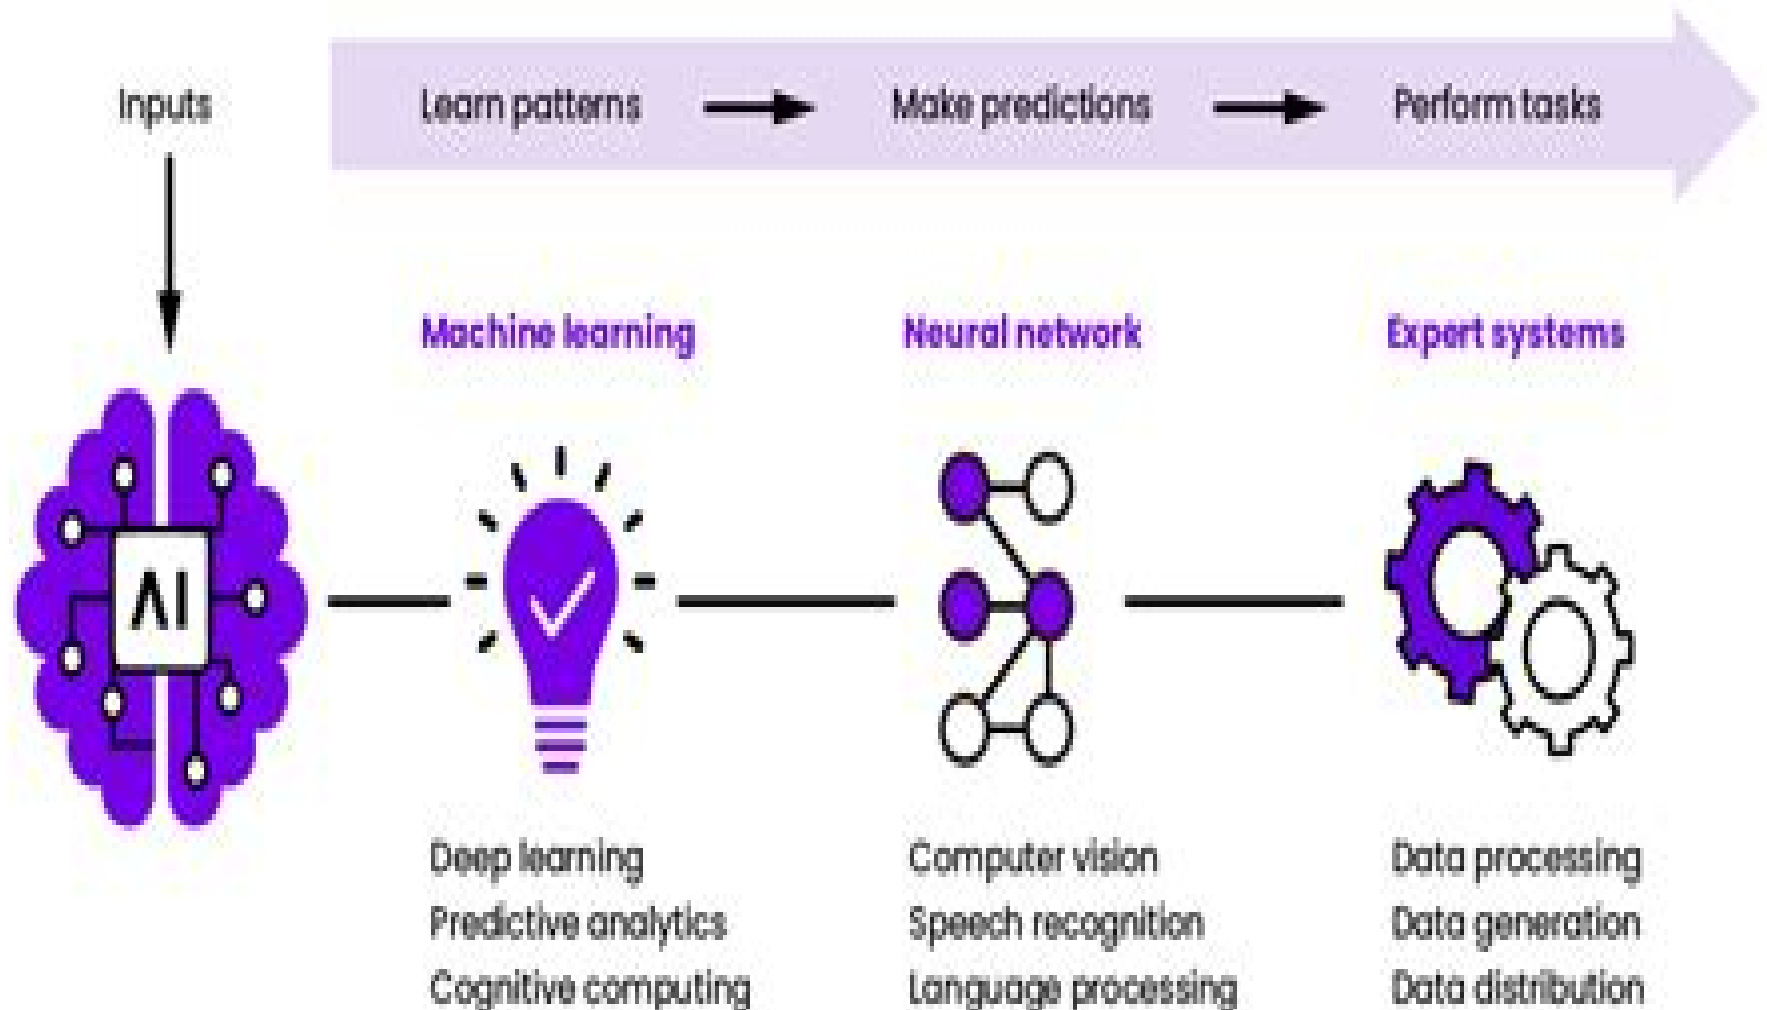 Inputs
Learn patterns
Make predictions
Perform tasks
Machine learning
Neural network
Expert systems
AI
Deep learning
Predictive analytics
Cognitive computing
Computer vision
Speech recognition
Language processing
Data processing
Data generation
Data distribution